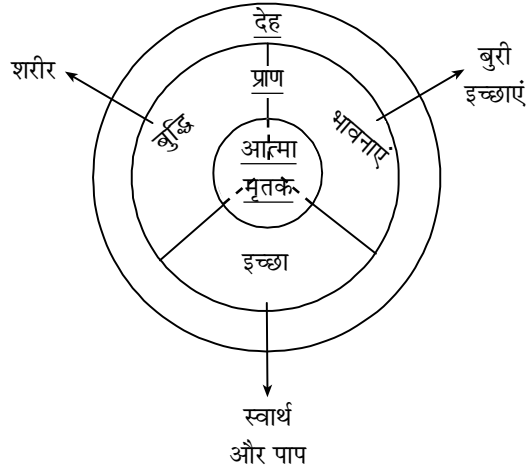 देह
शरीर
प्राण
बुरी
इच्छाएं
बुद्धि
भावनाएं
आत्मा
मृतक
इच्छा
स्वार्थ
और पाप